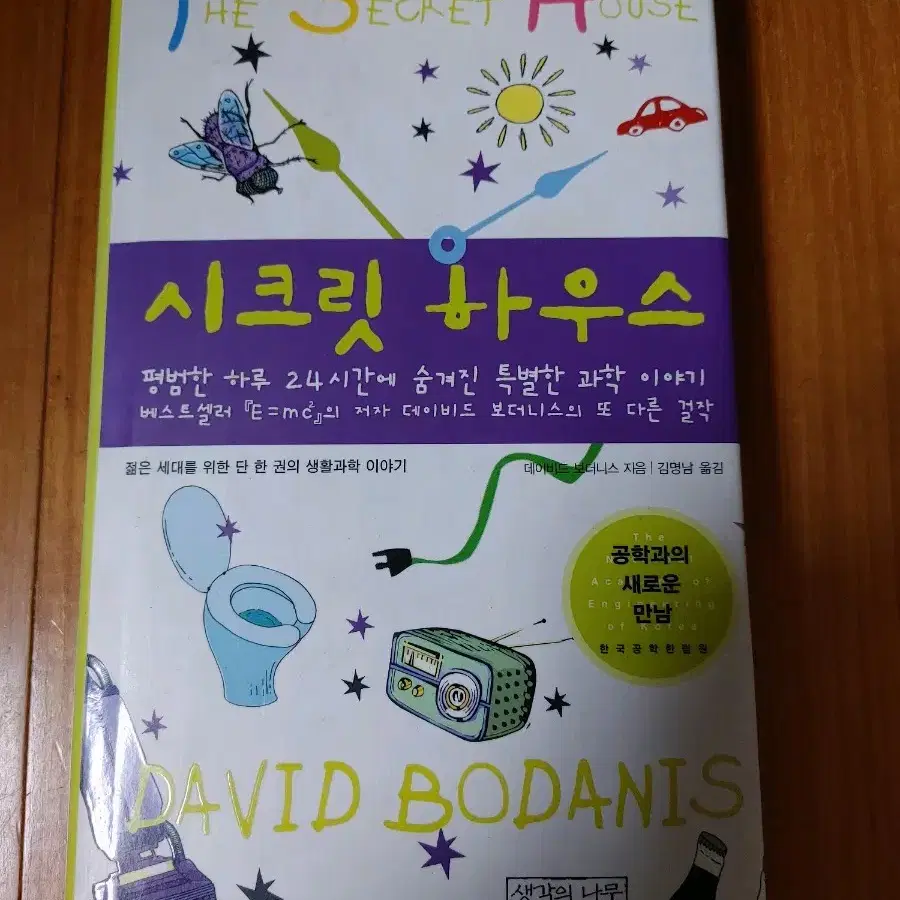 THE SECRET HOUSE
시크릿 하우스
평범한 하루 24시간에 숨겨진 특별한 과학 이야기
베스트셀러 『E=mc²』의 저자 데이비드 보더니스의 또 다른 걸작
젊은 세대를 위한 단 한 권의 생활과학 이야기
데이비드 보더니스 지음 | 김명남 옮김
The
공학과의
새로운
of
Engineering
만남
of Korea
한국공학한림원
DAVID BODANIS
생각의 나무